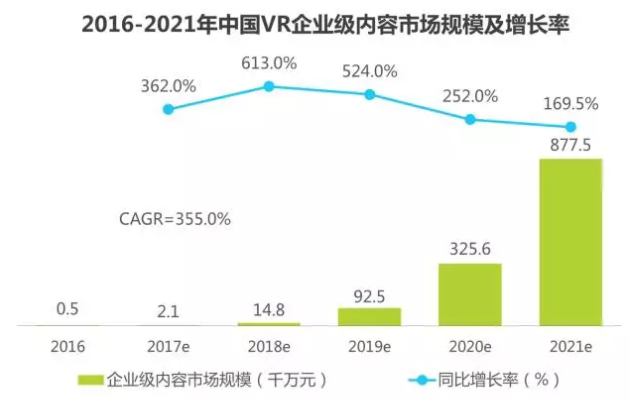 2016-2021年中国VR企业级内容市场规模及增长率
362.0%
613.0%
524.0%
252.0%
169.5%
CAGR=355.0%
0.5
2.1
14.8
92.5
325.6
877.5
2016
2017e
2018e
2019e
2020e
2021e
企业级内容市场规模（千万元）
同比增长率（%）